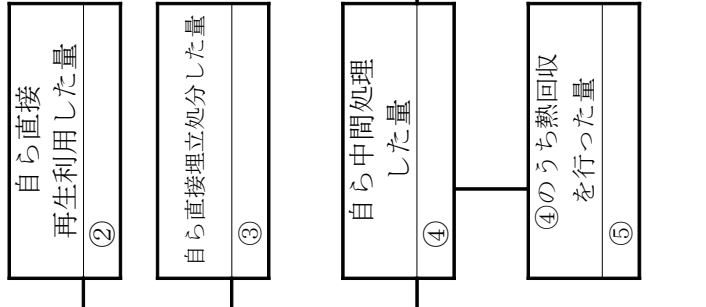 自ら直接
再生利用した量
②
自ら直接埋立処分した量
③
自ら中間処理
した量
④
④のうち熱回収
を行った量
⑤